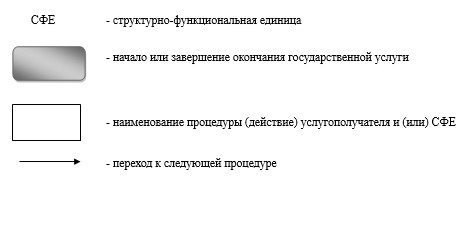 СФЕ - структурно-функциональная единица
- начало или завершение окончания государственной услуги
- наименование процедуры (действие) услугополучателя и (или) СФЕ
- переход к следующей процедуре